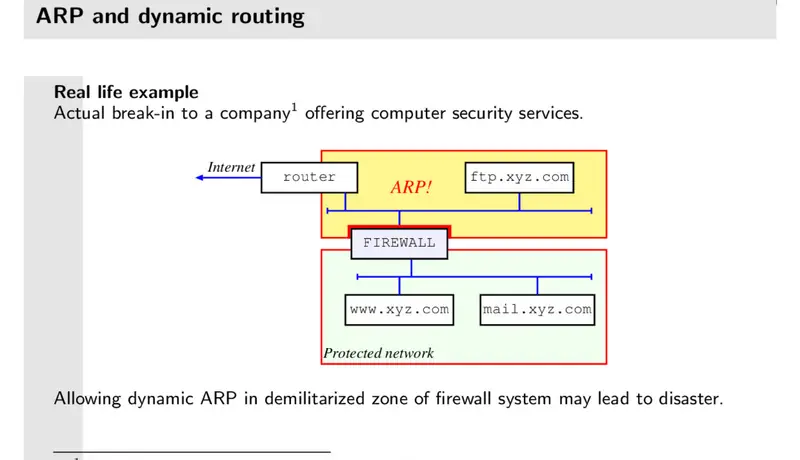 ARP and dynamic routing
Real life example
Actual break-in to a company¹ offering computer security services.
Internet
router
ARP!
ftp.xyz.com
FIREWALL
www.xyz.com
mail.xyz.com
Protected network
Allowing dynamic ARP in demilitarized zone of firewall system may lead to disaster.
1